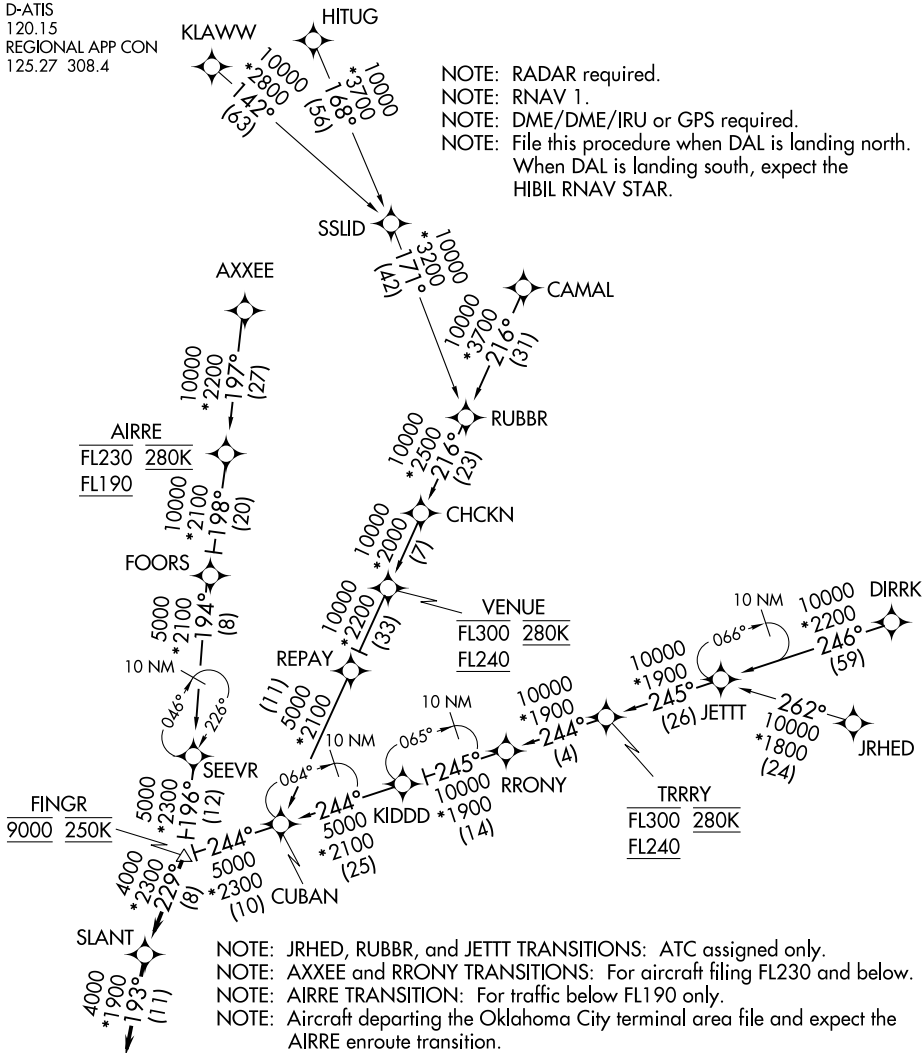 D-ATIS
120.15
REGIONAL APP CON
125.27 308.4
KLAWW
HITUG
10000
*2800
142°
(63)
10000
*3700
168°
(56)
NOTE: RADAR required.
NOTE: RNAV 1.
NOTE: DME/DME/IRU or GPS required.
NOTE: File this procedure when DAL is landing north.
When DAL is landing south, expect the
HIBIL RNAV STAR.
SSLID
10000
*3200
171°
(42)
AXXEE
CAMAL
10000
*2200
197°
(27)
10000
*3700
216°
(31)
RUBBR
AIRRE
FL230 280K
FL190
10000
*2500
216°
(23)
10000
*2100
198°
(20)
CHCKN
FOORS
10000
*2000
(7)
5000
*2100
194°
(8)
VENUE
FL300 280K
FL240
10000
*2200
(33)
DIRRK
10000
*2200
246°
(59)
10 NM
066°
REPAY
10 NM
046°
226°
(11)
5000
*2100
10000
*1900
245°
(26)
JETTT
262°
10000
*1800
(24)
JRHED
10 NM
065°
10000
*1900
244°
(4)
SEEVR
10 NM
064°
245°
10000
*1900
(14)
RRONY
TRRRY
FL300 280K
FL240
KIDDD
5000
*2300
196°
(12)
244°
5000
*2100
(25)
FINGR
9000 250K
244°
5000
*2300
(10)
CUBAN
4000
*2300
229°
(8)
SLANT
4000
*1900
193°
(11)
NOTE: JRHED, RUBBR, and JETTT TRANSITIONS: ATC assigned only.
NOTE: AXXEE and RRONY TRANSITIONS: For aircraft filing FL230 and below.
NOTE: AIRRE TRANSITION: For traffic below FL190 only.
NOTE: Aircraft departing the Oklahoma City terminal area file and expect the
AIRRE enroute transition.